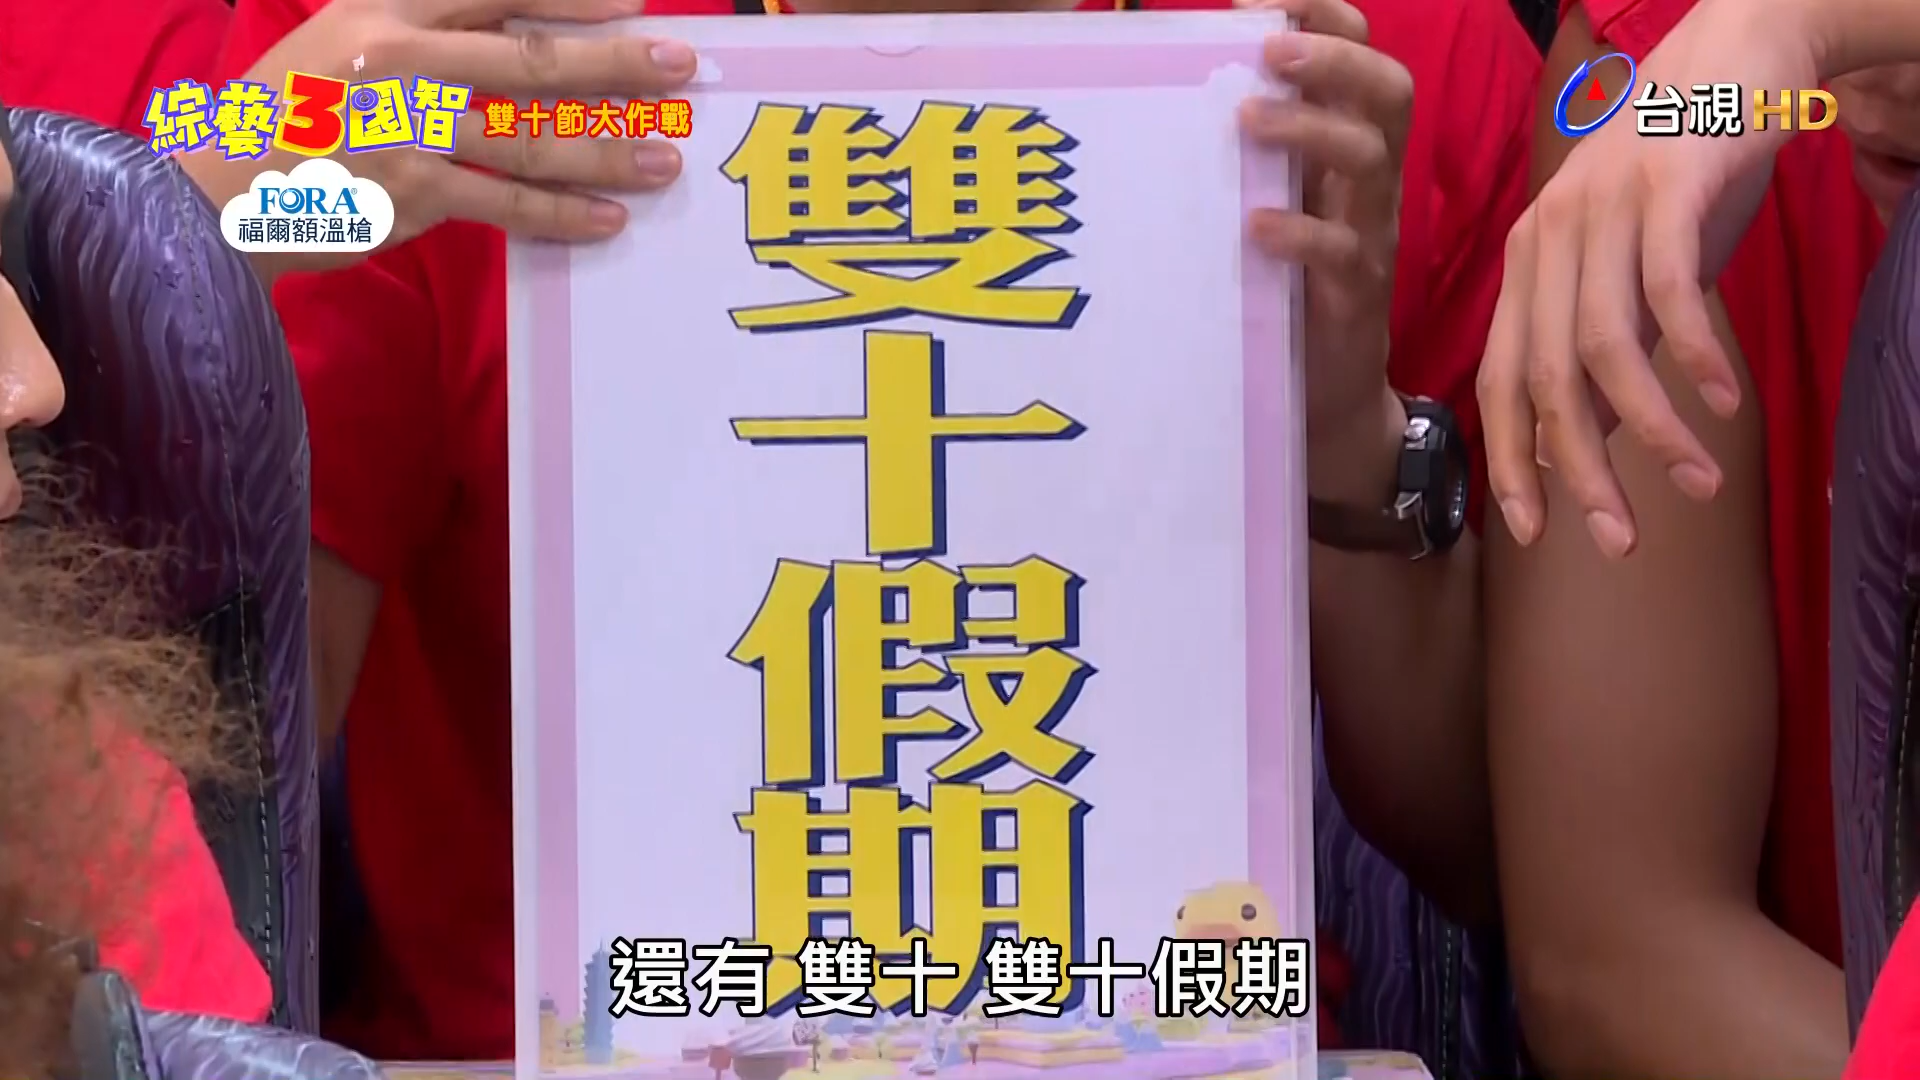 綜藝3國智 雙十節大作戰
台視HD
FORA®
福爾額溫槍
雙十假期
還有 雙十 雙十假期